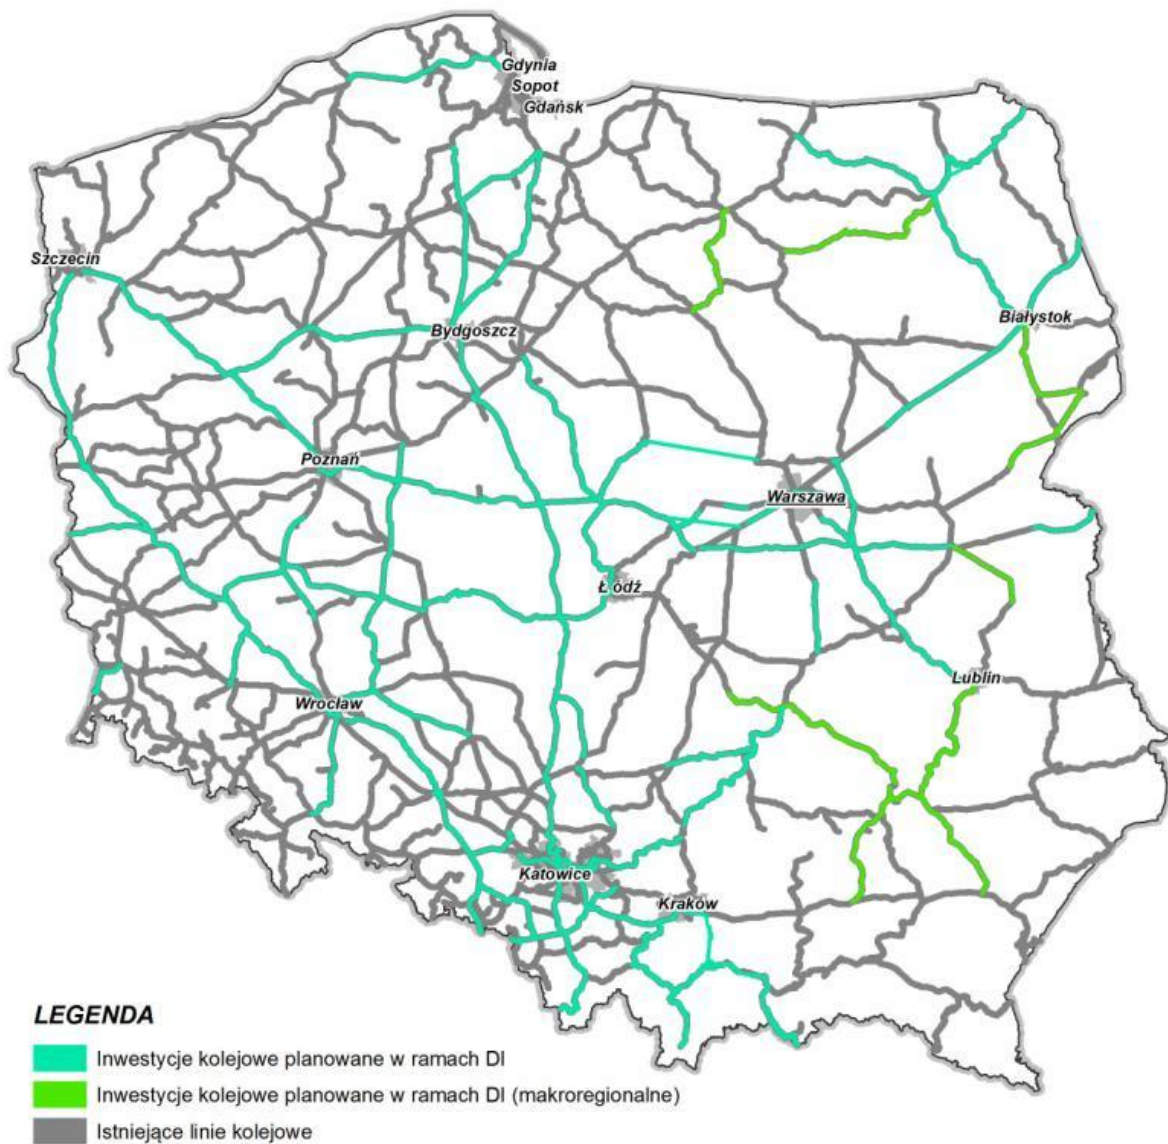 Gdynia
Sopot
Gdańsk
Szczecin
Bydgoszcz
Białystok
Poznań
Warszawa
Łódź
Lublin
Wrocław
Katowice
Kraków
LEGENDA
Inwestycje kolejowe planowane w ramach DI
Inwestycje kolejowe planowane w ramach DI (makroregionalne)
Istniejące linie kolejowe